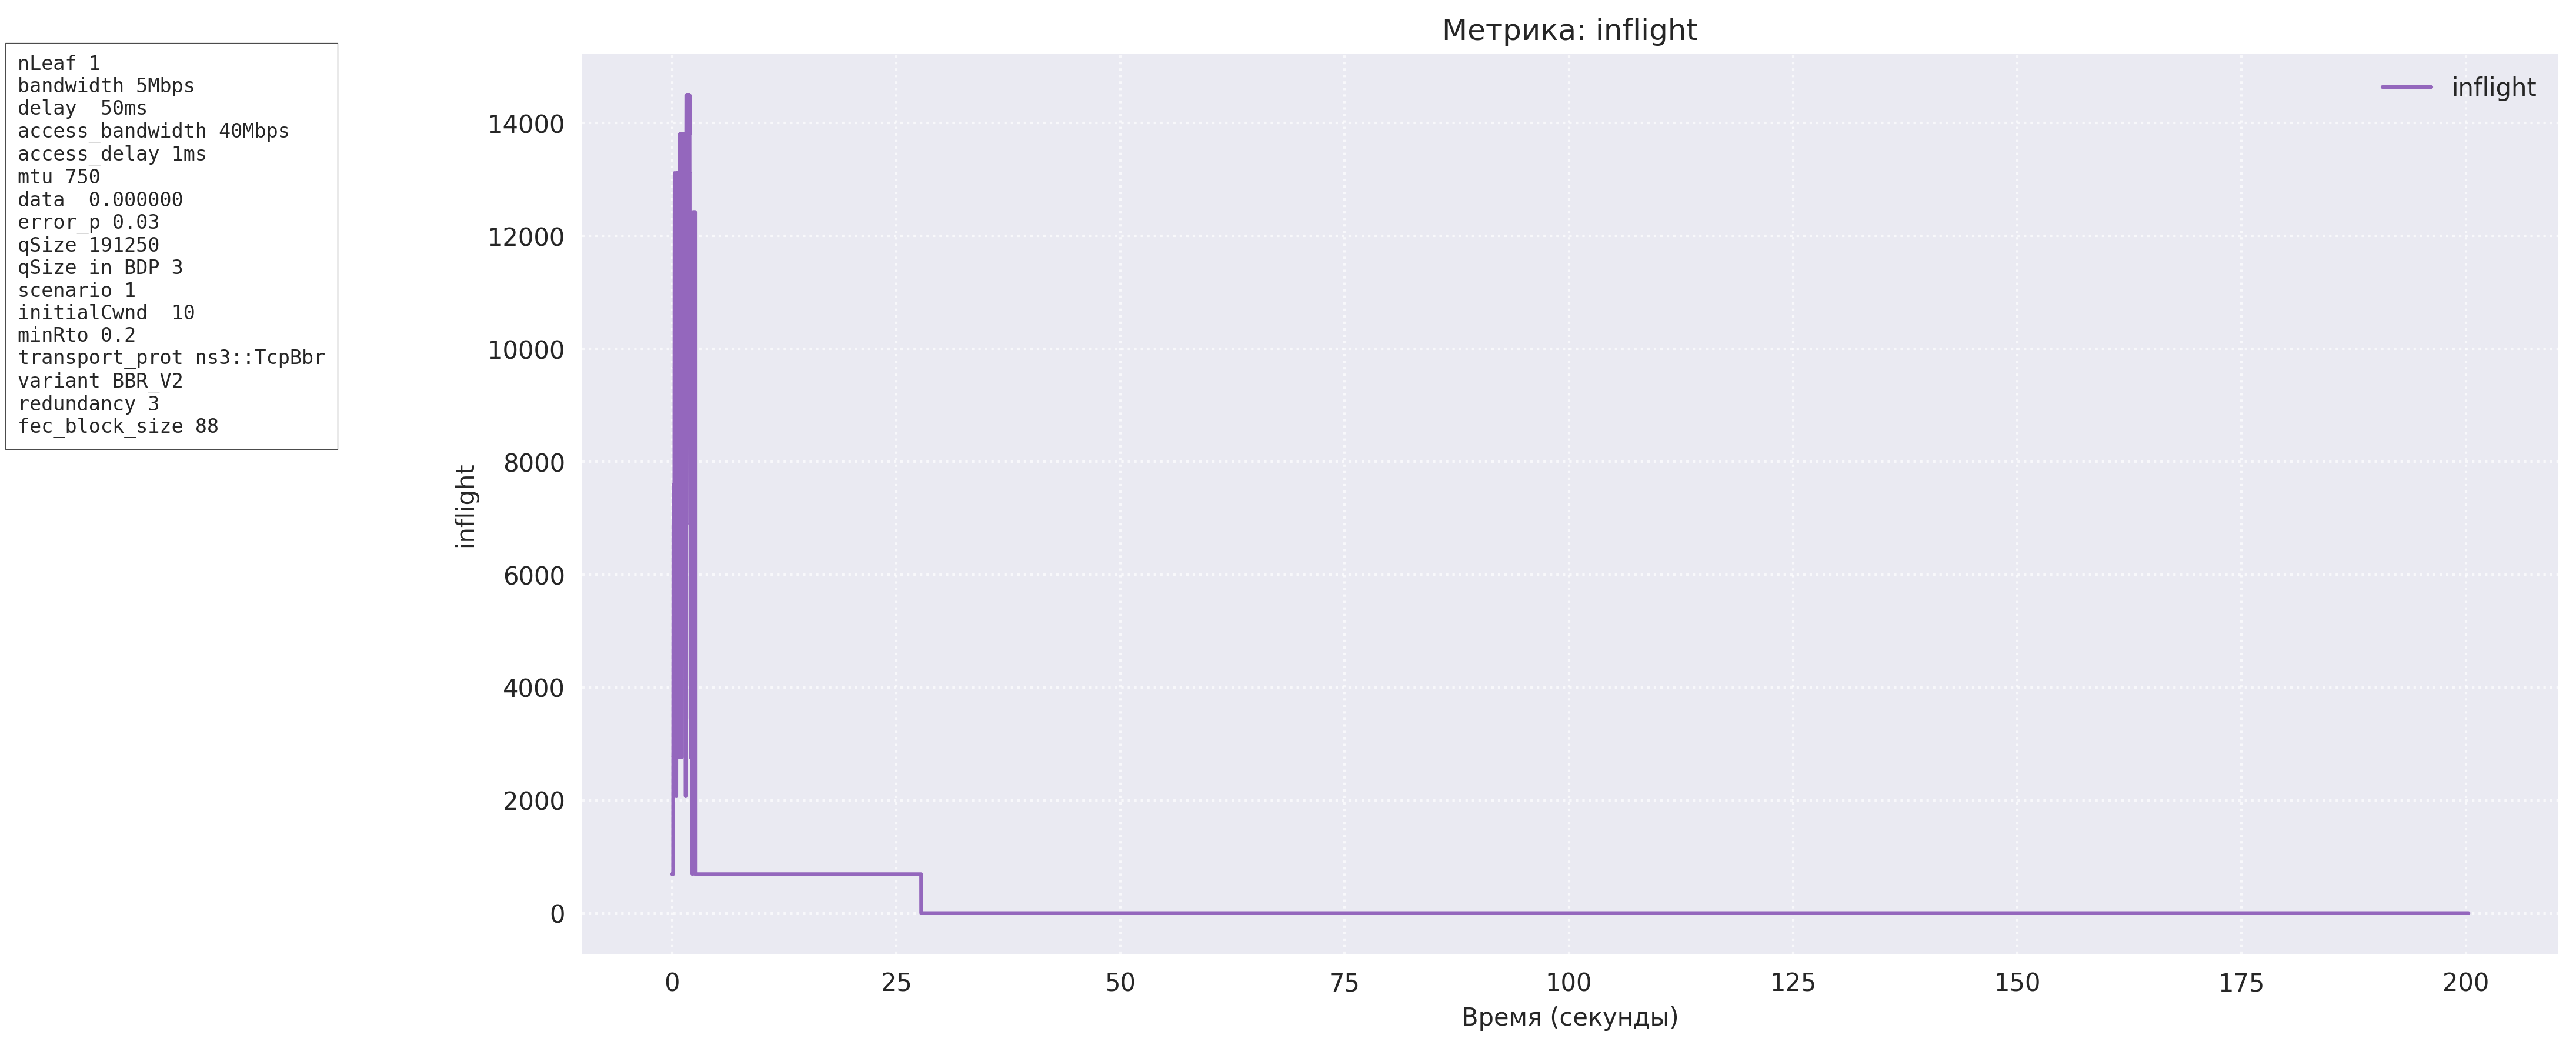 Метрика: inflight
nLeaf 1
bandwidth 5Mbps
delay  50ms
access_bandwidth 40Mbps
access_delay 1ms
mtu 750
data  0.000000
error_p 0.03
qSize 191250
qSize in BDP 3
scenario 1
initialCwnd  10
minRto 0.2
transport_prot ns3::TcpBbr
variant BBR_V2
redundancy 3
fec_block_size 88
inflight
14000
12000
10000
8000
6000
4000
2000
0
inflight
0
25
50
75
100
125
150
175
200
Время (секунды)